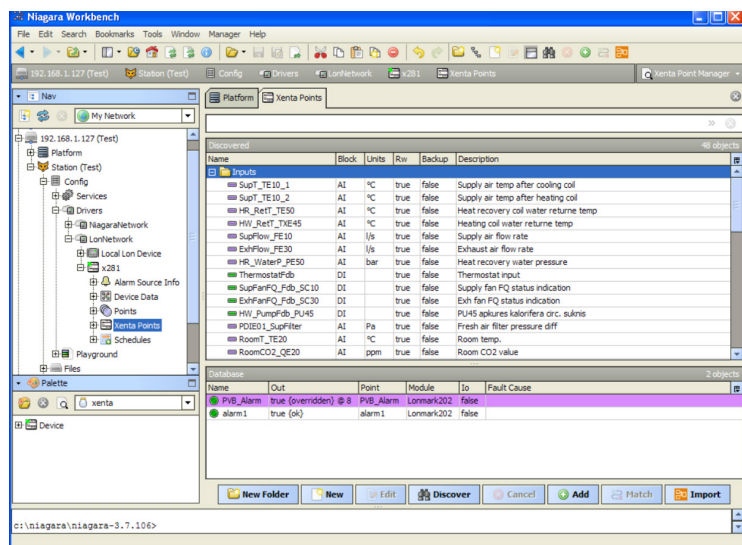 Niagara Workbench
File Edit Search Bookmarks Tools Window Manager Help
192.168.1.127 (Test) Station (Test) Config Drivers LonNetwork x281 Xenta Points Xenta Point Manager
Nav
My Network
192.168.1.127 (Test)
Platform
Station (Test)
Config
Services
Drivers
NiagaraNetwork
LonNetwork
Local Lon Device
x281
Alarm Source Info
Device Data
Points
Xenta Points
Schedules
Playground
Files
Palette
xenta
Device
Platform Xenta Points
Discovered 48 objects
Name Block Units Rw Backup Description
Inputs
SupT_TE10_1 AI °C true false Supply air temp after cooling coil
SupT_TE10_2 AI °C true false Supply air temp after heating coil
HR_RetT_TE50 AI °C true false Heat recovery coil water returne temp
HW_RetT_TXE45 AI °C true false Heating coil water returne temp
SupFlow_FE10 AI l/s true false Supply air flow rate
ExhFlow_FE30 AI l/s true false Exhaust air flow rate
HR_WaterP_PE50 AI bar true false Heat recovery water pressure
ThermostatFdb DI true false Thermostat input
SupFanFQ_Fdb_SC10 DI true false Supply fan FQ status indication
ExhFanFQ_Fdb_SC30 DI true false Exh fan FQ status indication
HW_PumpFdb_PU45 DI true false PU45 apkures kalorifera circ. suknis
PDIE01_SupFilter AI Pa true false Fresh air filter pressure diff
RoomT_TE20 AI °C true false Room temp.
RoomCO2_QE20 AI ppm true false Room CO2 value
Database 2 objects
Name Out Point Module Io Fault Cause
PVB_Alarm true {overridden} @ 8 PVB_Alarm Lonmark202 false
alarm1 true {ok} alarm1 Lonmark202 false
New Folder New Edit Discover Cancel Add Match Import
c:\niagara\niagara-3.7.106>